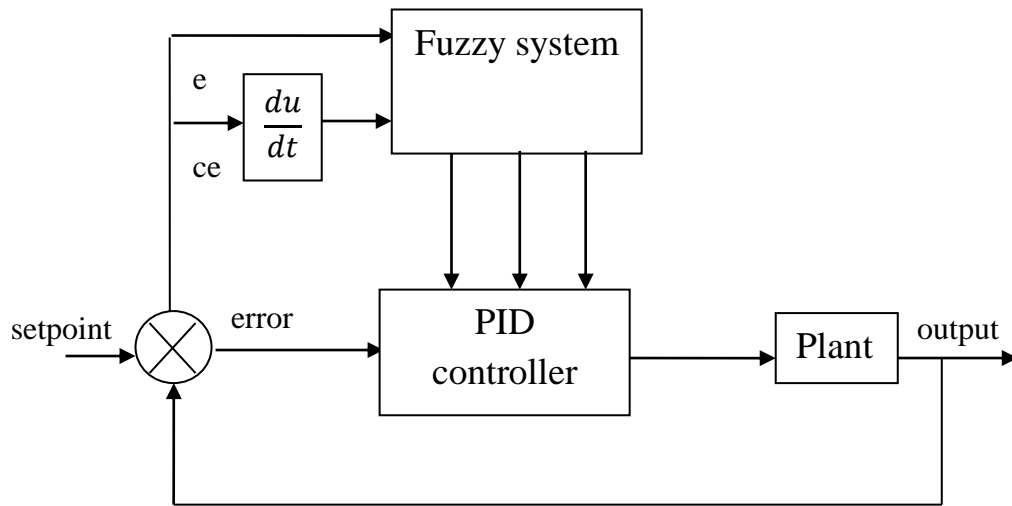 Fuzzy system
e
du
dt
ce
setpoint
error
PID
controller
Plant
output